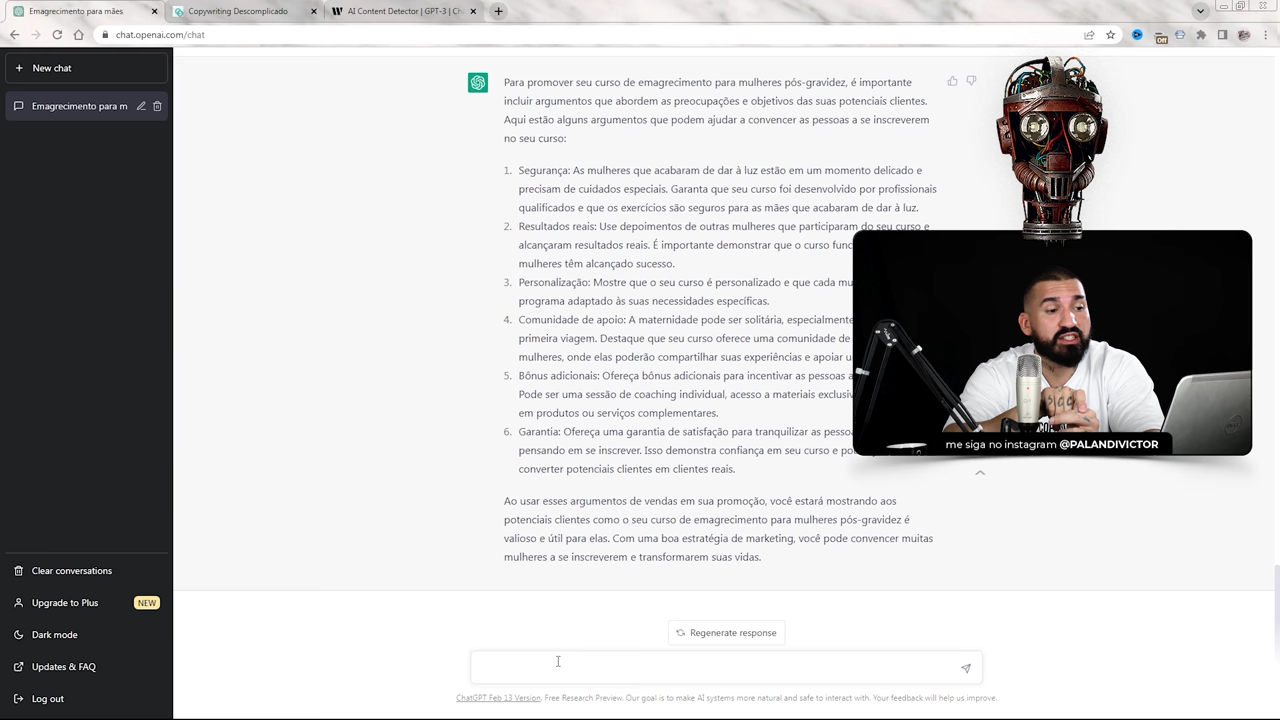 Emagrecimento para mães
Copywriting Descomplicado
AI Content Detector | GPT-3 | Ch
chat.openai.com/chat
Off
New chat
Emagrecimento para m
Para promover seu curso de emagrecimento para mulheres pós-gravidez, é importante
incluir argumentos que abordem as preocupações e objetivos das suas potenciais clientes.
Aqui estão alguns argumentos que podem ajudar a convencer as pessoas a se inscreverem
no seu curso:
1. Segurança: As mulheres que acabaram de dar à luz estão em um momento delicado e
precisam de cuidados especiais. Garanta que seu curso foi desenvolvido por profissionais
qualificados e que os exercícios são seguros para as mães que acabaram de dar à luz.
2. Resultados reais: Use depoimentos de outras mulheres que participaram do seu curso e
alcançaram resultados reais. É importante demonstrar que o curso func
mulheres têm alcançado sucesso.
3. Personalização: Mostre que o seu curso é personalizado e que cada mu
programa adaptado às suas necessidades específicas.
4. Comunidade de apoio: A maternidade pode ser solitária, especialmente
primeira viagem. Destaque que seu curso oferece uma comunidade de
mulheres, onde elas poderão compartilhar suas experiências e apoiar u
5. Bônus adicionais: Ofereça bônus adicionais para incentivar as pessoas a
Pode ser uma sessão de coaching individual, acesso a materiais exclusiv
em produtos ou serviços complementares.
6. Garantia: Ofereça uma garantia de satisfação para tranquilizar as pessoa
pensando em se inscrever. Isso demonstra confiança em seu curso e po
converter potenciais clientes em clientes reais.
Ao usar esses argumentos de vendas em sua promoção, você estará mostrando aos
potenciais clientes como o seu curso de emagrecimento para mulheres pós-gravidez é
valioso e útil para elas. Com uma boa estratégia de marketing, você pode convencer muitas
mulheres a se inscreverem e transformarem suas vidas.
me siga no instagram @PALANDIVICTOR
Clear conversations
Upgrade to Plus NEW
Dark mode
Updates & FAQ
Log out
Regenerate response
ChatGPT Feb 13 Version. Free Research Preview. Our goal is to make AI systems more natural and safe to interact with. Your feedback will help us improve.